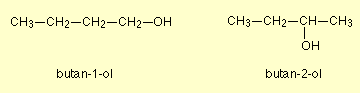 CH₃—CH₂—CH₂—CH₂—OH
CH₃—CH₂—CH—CH₃
OH
butan-1-ol
butan-2-ol